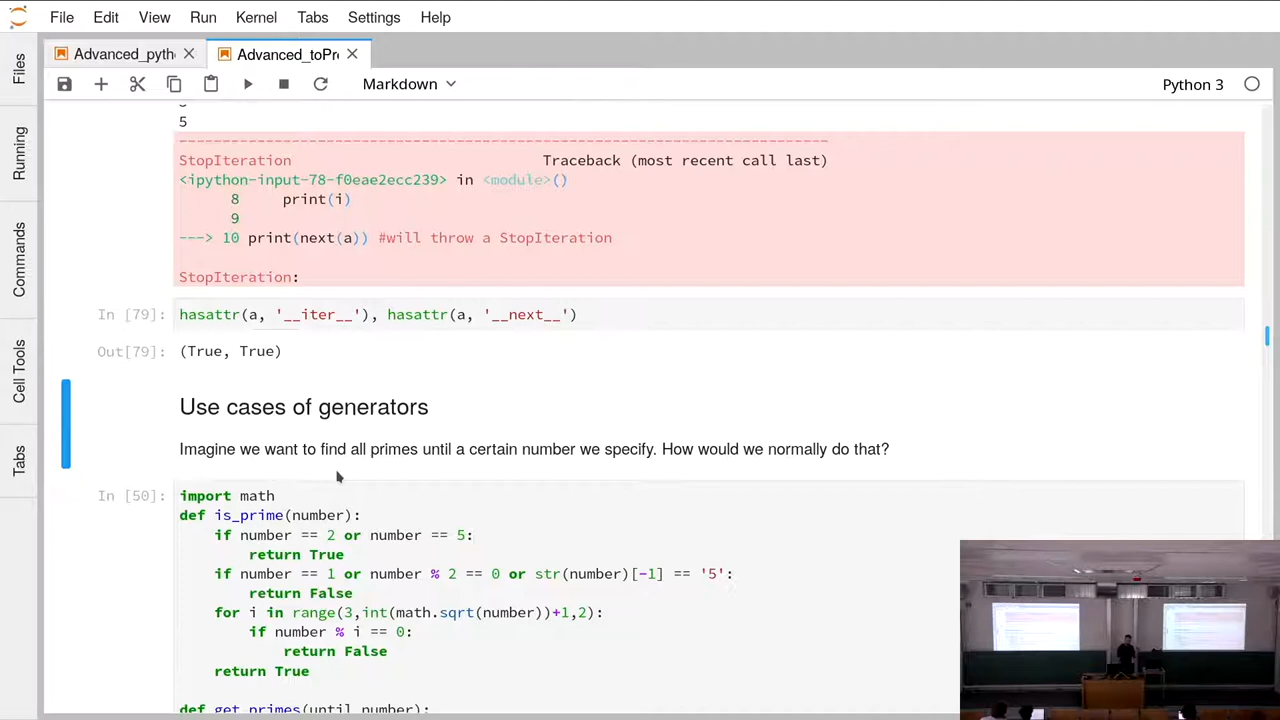 File Edit View Run Kernel Tabs Settings Help
Files
Running
Commands
Cell Tools
Tabs
Advanced_pyth
Advanced_toPr
Markdown
Python 3
5
StopIteration Traceback (most recent call last)
<ipython-input-78-f0eae2ecc239> in <module>()
8 print(i)
9
---> 10 print(next(a)) #will throw a StopIteration
StopIteration:
In [79]: hasattr(a, '__iter__'), hasattr(a, '__next__')
Out[79]: (True, True)
Use cases of generators
Imagine we want to find all primes until a certain number we specify. How would we normally do that?
In [50]: import math
def is_prime(number):
if number == 2 or number == 5:
return True
if number == 1 or number % 2 == 0 or str(number)[-1] == '5':
return False
for i in range(3,int(math.sqrt(number))+1,2):
if number % i == 0:
return False
return True
def get_primes(until_number):